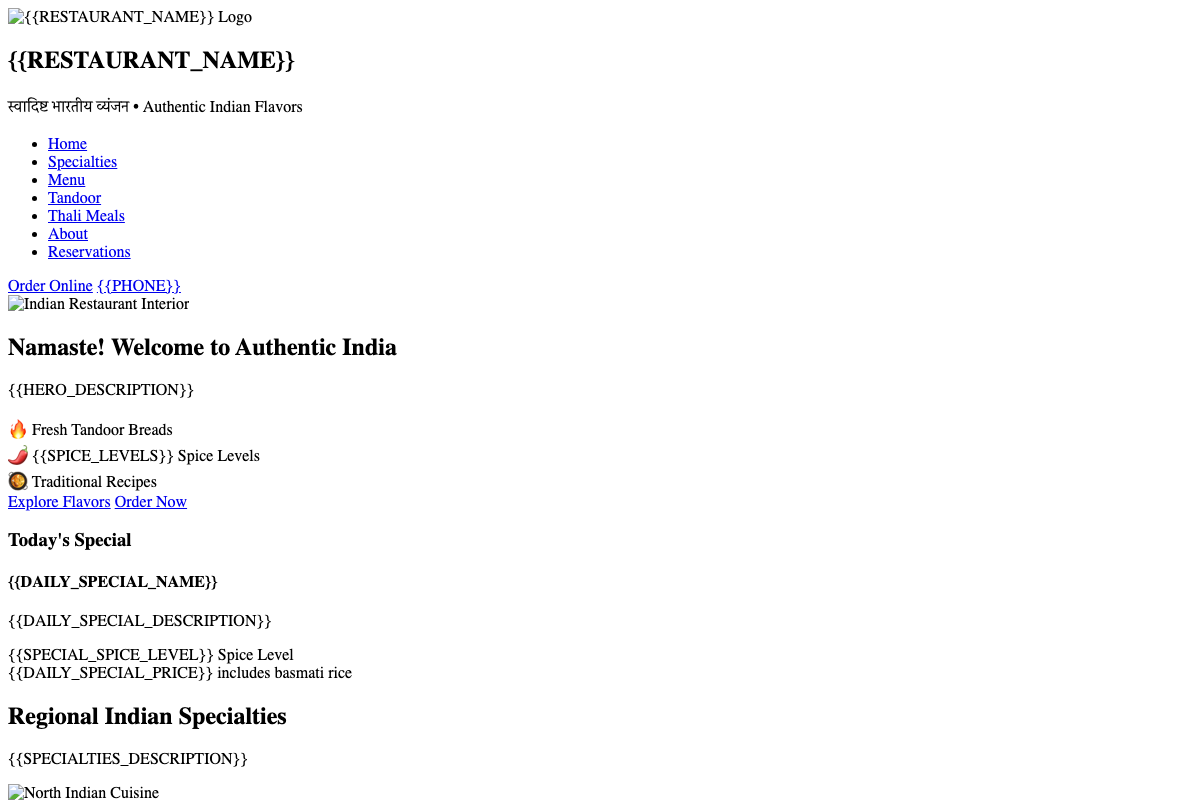 {{RESTAURANT_NAME}} Logo
{{RESTAURANT_NAME}}
स्वादिष्ट भारतीय व्यंजन • Authentic Indian Flavors
Home
Specialties
Menu
Tandoor
Thali Meals
About
Reservations
Order Online {{PHONE}}
Indian Restaurant Interior
Namaste! Welcome to Authentic India
{{HERO_DESCRIPTION}}
🔥 Fresh Tandoor Breads
🌶️ {{SPICE_LEVELS}} Spice Levels
🥘 Traditional Recipes
Explore Flavors Order Now
Today's Special
{{DAILY_SPECIAL_NAME}}
{{DAILY_SPECIAL_DESCRIPTION}}
{{SPECIAL_SPICE_LEVEL}} Spice Level
{{DAILY_SPECIAL_PRICE}} includes basmati rice
Regional Indian Specialties
{{SPECIALTIES_DESCRIPTION}}
North Indian Cuisine